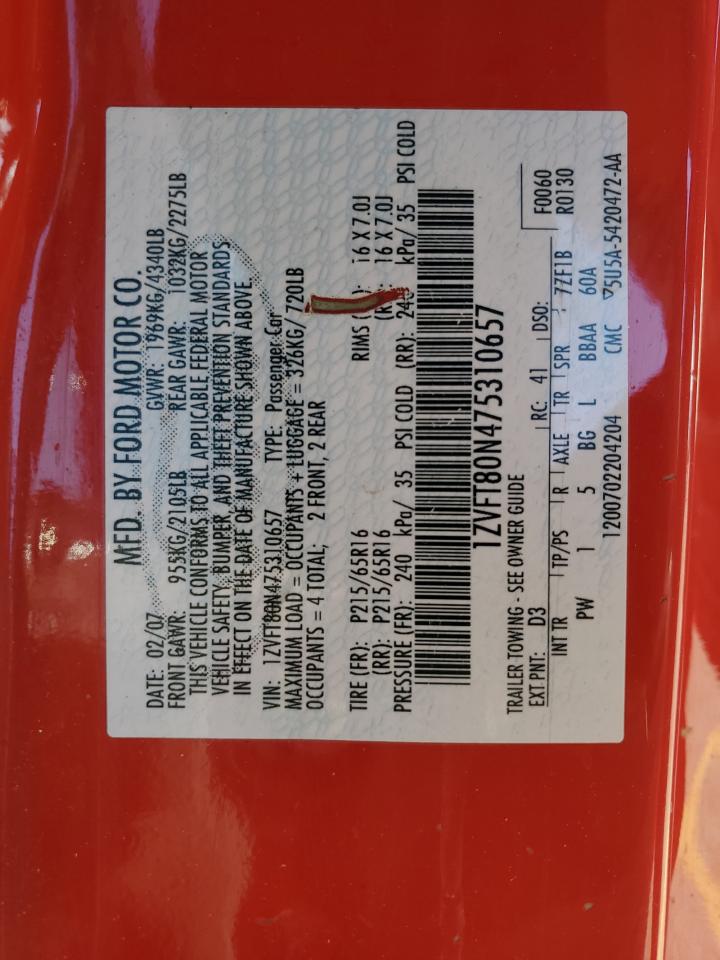 MFD. BY FORD MOTOR CO.
DATE: 02/07 GVWR: 1969KG/4340LB
FRONT GAWR: 955KG/2105LB REAR GAWR: 1032KG/2275LB
THIS VEHICLE CONFORMS TO ALL APPLICABLE FEDERAL MOTOR
VEHICLE SAFETY, BUMPER, AND THEFT PREVENTION STANDARDS
IN EFFECT ON THE DATE OF MANUFACTURE SHOWN ABOVE
VIN: 1ZVFT80N475310657 TYPE: Passenger Car
MAXIMUM LOAD = OCCUPANTS + LUGGAGE = 326KG/ 720LB
OCCUPANTS = 4 TOTAL; 2 FRONT, 2 REAR
TIRE (FR): P215/65R16 RIMS 16 X 7.0J
(RR): P215/65R16 16 X 7.0J
PRESSURE (FR): 240 kPa/ 35 PSI COLD (RR): kPa/ 35 PSI COLD
1ZVFT80N475310657
TRAILER TOWING - SEE OWNER GUIDE F0060
EXT PNT: D3 RC: 41 DSO: R0130
INT TR TP/PS R AXLE TR SPR 7ZF1B
PW 1 5 BG L BBAA 60A
1200702204204 CMC ▽5U5A-5420472-AA